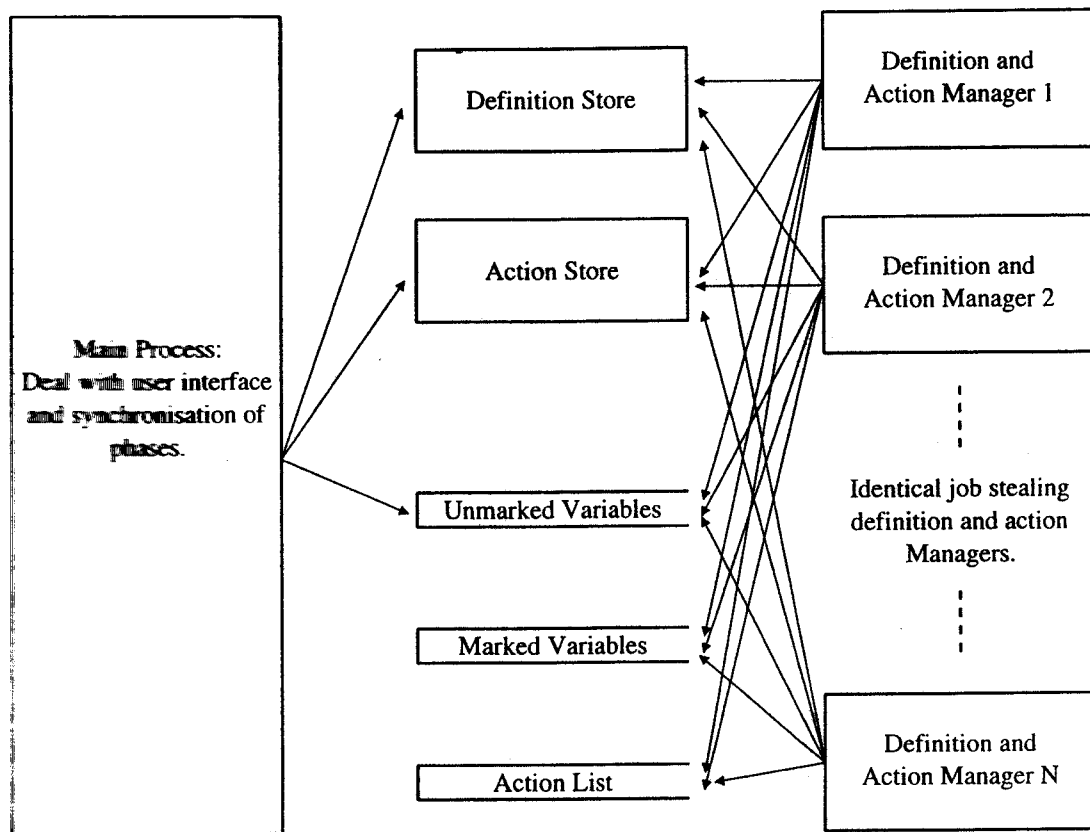 Main Process:
Deal with user interface
and synchronisation of
phases.
Definition Store
Action Store
Unmarked Variables
Marked Variables
Action List
Definition and
Action Manager 1
Definition and
Action Manager 2
Identical job stealing
definition and action
Managers.
Definition and
Action Manager N